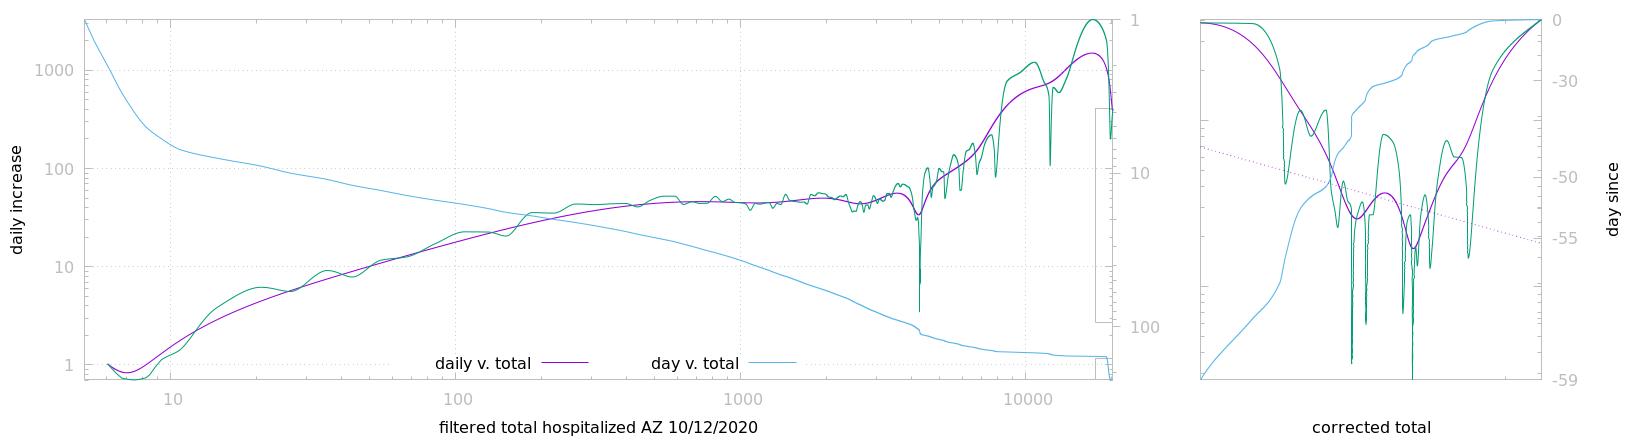 daily increase
1000
100
10
1
10
100
1000
10000
filtered total hospitalized AZ 10/12/2020
daily v. total
day v. total
1
10
100
0
-30
-50
-55
-59
day since
corrected total